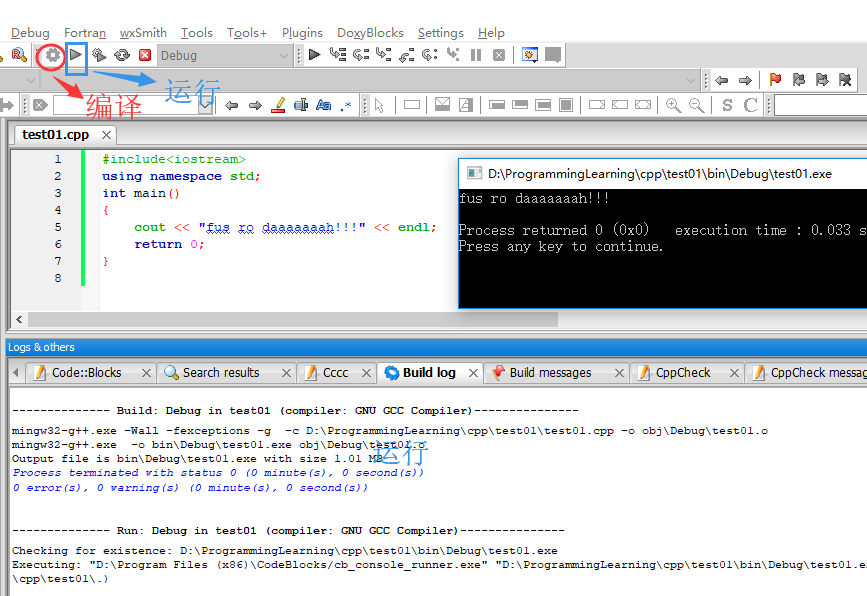 Debug Fortran wxSmith Tools Tools+ Plugins DoxyBlocks Settings Help
Debug
运行
编译
Aa .*
S C
test01.cpp
1 #include<iostream>
2 using namespace std;
3 int main()
4 {
5 cout << "fus ro daaaaaaah!!!" << endl;
6 return 0;
7 }
8
D:\ProgrammingLearning\cpp\test01\bin\Debug\test01.exe
fus ro daaaaaaah!!!
Process returned 0 (0x0) execution time : 0.033 s
Press any key to continue.
Logs & others
Code::Blocks Search results Cccc Build log Build messages CppCheck CppCheck messag
-------------- Build: Debug in test01 (compiler: GNU GCC Compiler)---------------
mingw32-g++.exe -Wall -fexceptions -g -c D:\ProgrammingLearning\cpp\test01\test01.cpp -o obj\Debug\test01.o
mingw32-g++.exe -o bin\Debug\test01.exe obj\Debug\test01.o
Output file is bin\Debug\test01.exe with size 1.01 MB
运行
Process terminated with status 0 (0 minute(s), 0 second(s))
0 error(s), 0 warning(s) (0 minute(s), 0 second(s))
-------------- Run: Debug in test01 (compiler: GNU GCC Compiler)---------------
Checking for existence: D:\ProgrammingLearning\cpp\test01\bin\Debug\test01.exe
Executing: "D:\Program Files (x86)\CodeBlocks/cb_console_runner.exe" "D:\ProgrammingLearning\cpp\test01\bin\Debug\test01.ex
\cpp\test01\.)